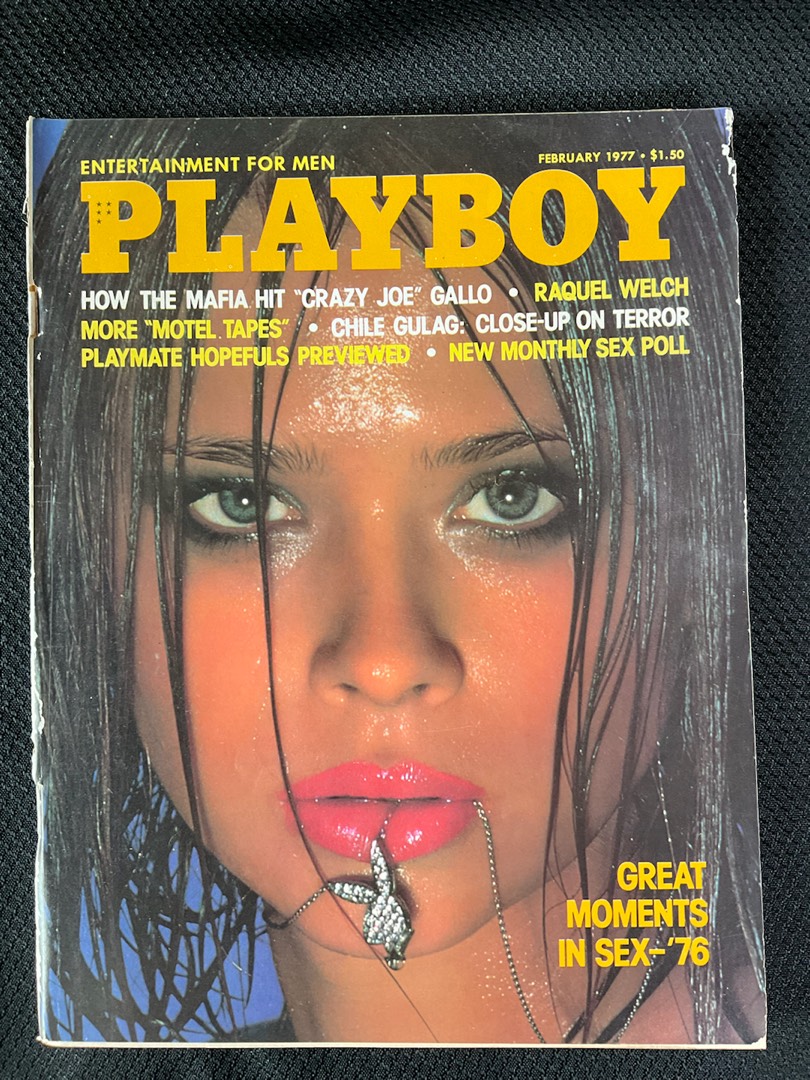 ENTERTAINMENT FOR MEN
FEBRUARY 1977 • $1.50
PLAYBOY
HOW THE MAFIA HIT "CRAZY JOE" GALLO • RAQUEL WELCH
MORE "MOTEL TAPES" • CHILE GULAG: CLOSE-UP ON TERROR
PLAYMATE HOPEFULS PREVIEWED • NEW MONTHLY SEX POLL
GREAT
MOMENTS
IN SEX–'76